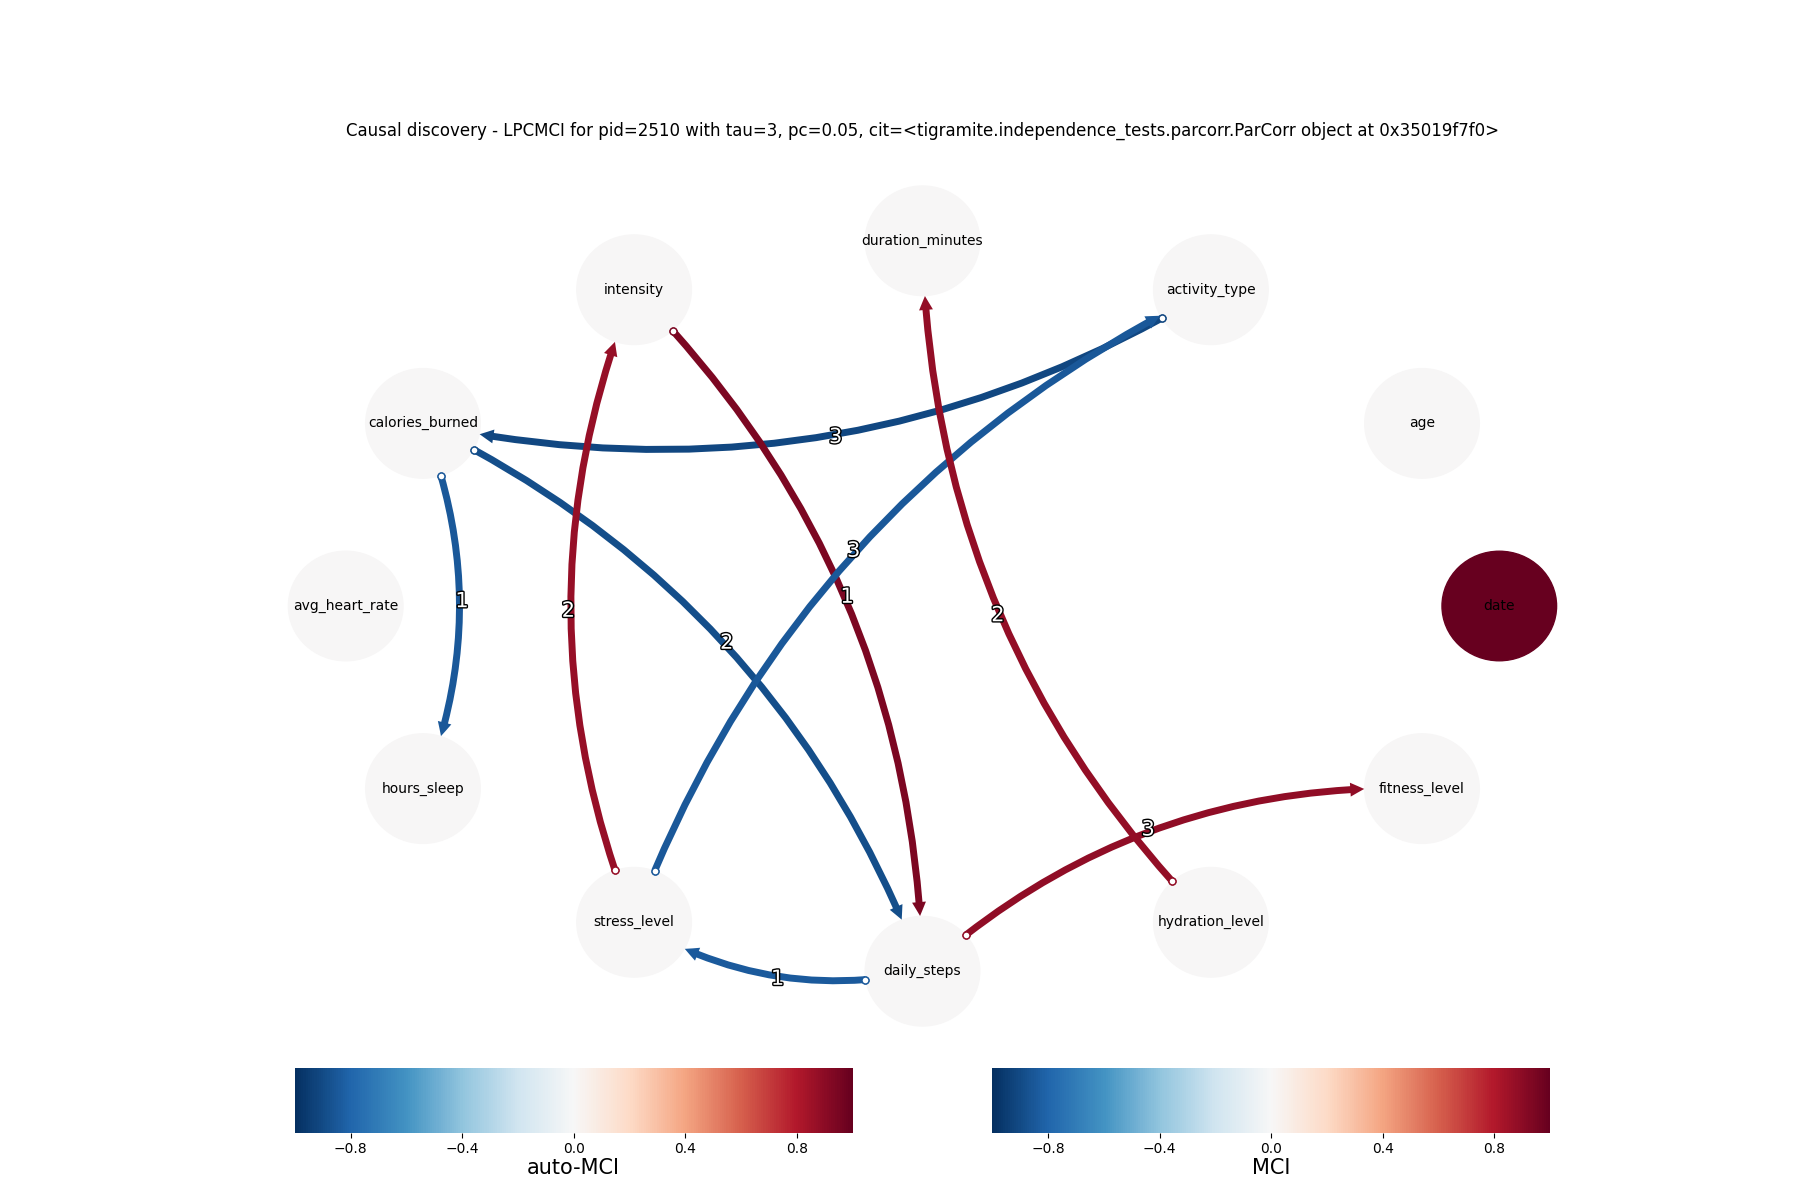 Causal discovery - LPCMCI for pid=2510 with tau=3, pc=0.05, cit=<tigramite.independence_tests.parcorr.ParCorr object at 0x35019f7f0>
duration_minutes
intensity
activity_type
calories_burned
age
3
3
1
avg_heart_rate
1
2
2
date
2
hours_sleep
fitness_level
3
stress_level
hydration_level
daily_steps
1
−0.8 −0.4 0.0 0.4 0.8
auto-MCI
−0.8 −0.4 0.0 0.4 0.8
MCI